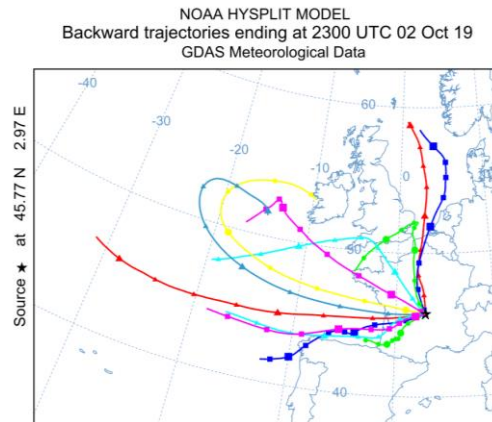 NOAA HYSPLIT MODEL
Backward trajectories ending at 2300 UTC 02 Oct 19
GDAS Meteorological Data
Source ★ at 45.77 N 2.97 E
-40
-30
-20
-10
0
60
50
40